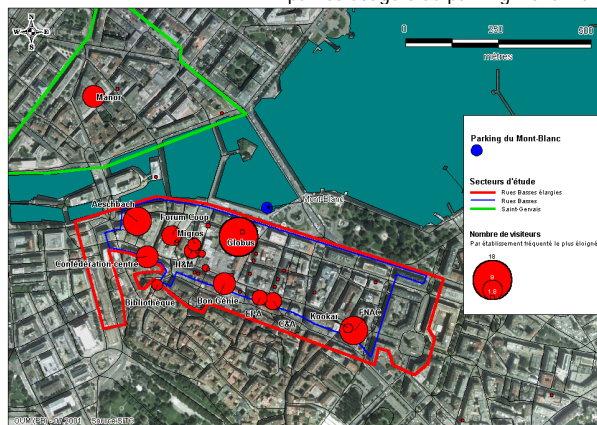 N
W E
S
0 250 500
mètres
Manor
Parking du Mont-Blanc
Secteurs d'étude
Rues Basses élargies
Rues Basses
Saint-Gervais
Mont-Blanc
Aeschbach
Forum Coop
Migros
Globus
Nombre de visiteurs
Par établissement fréquenté le plus éloigné
18
9
1.8
Confédération centre
H&M
Bibliothèque
Bon Génie
EPA
C&A
Kookaï
FNAC